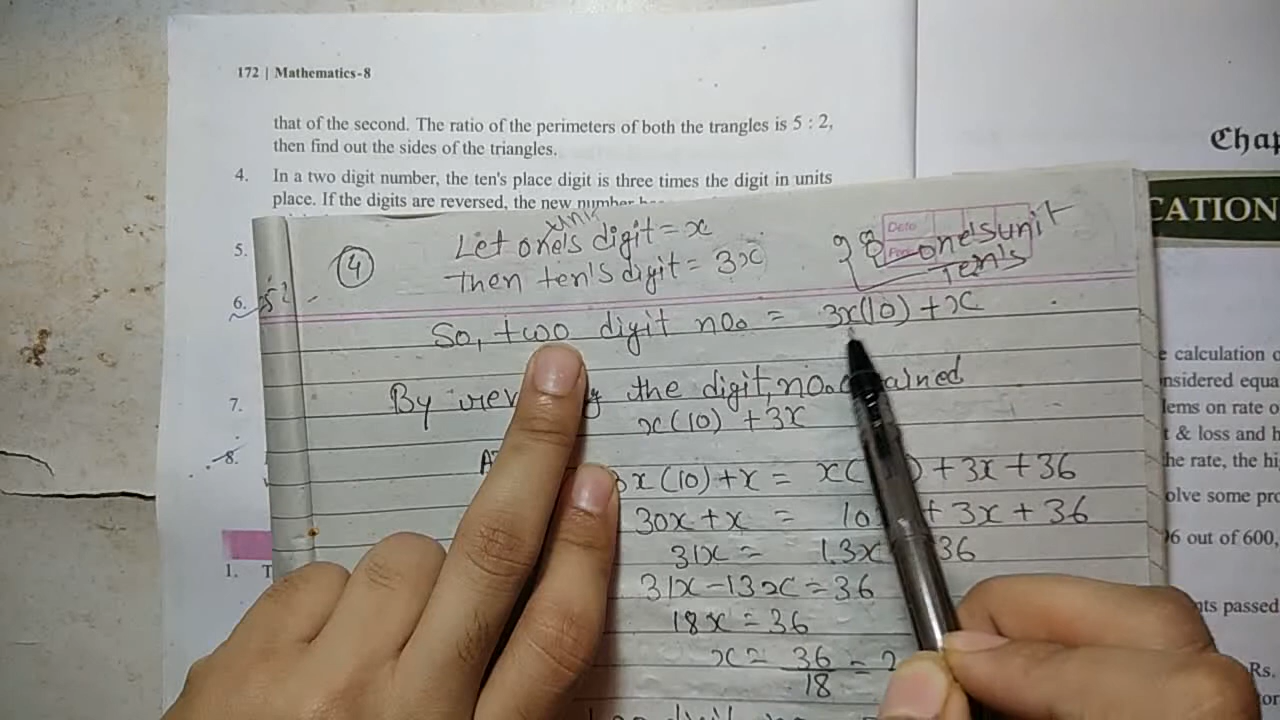 172 | Mathematics-8
that of the second. The ratio of the perimeters of both the trangles is 5 : 2,
then find out the sides of the triangles.
4. In a two digit number, the ten's place digit is three times the digit in units
place. If the digits are reversed, the new number
5.
6.
7.
8.
1.
Chap
CATION
4
Let one's digit = x
Then ten's digit = 3x
98 one's unit
Ten's
Date
So, two digit no. = 3x(10) + x
By the digit, no.
x(10) + 3x
x(10) + x = x( ) + 3x + 36
30x + x = 10 + 3x + 36
31x = 13x 36
31x - 13x = 36
18x = 36
x = 36/18 = 2
e calculation
nsidered equa
lems on rate o
t & loss and h
he rate, the hi
olve some pro
6 out of 600,
nts passed
Rs.